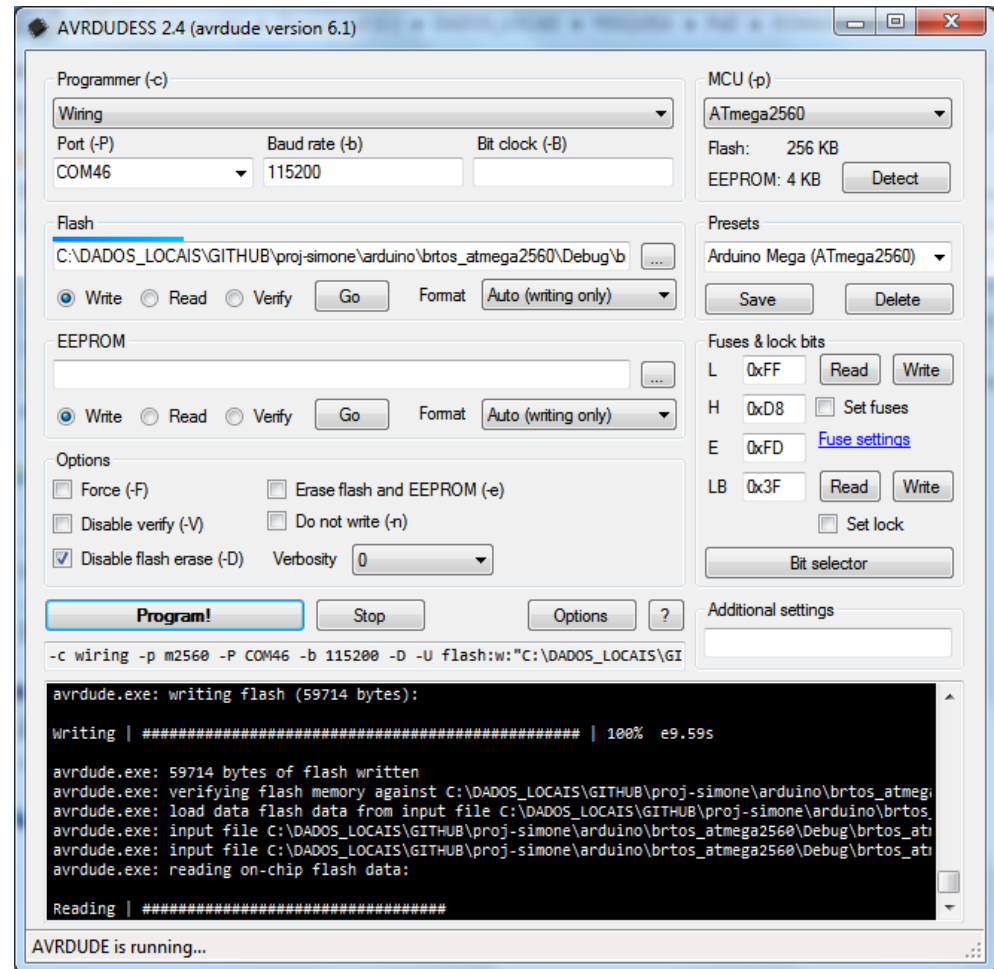 AVRDUDESS 2.4 (avrdude version 6.1)
Programmer (-c)
Wiring
Port (-P) Baud rate (-b) Bit clock (-B)
COM46 115200
MCU (-p)
ATmega2560
Flash: 256 KB
EEPROM: 4 KB Detect
Flash
C:\DADOS_LOCAIS\GITHUB\proj-simone\arduino\brtos_atmega2560\Debug\b ...
Write Read Verify Go Format Auto (writing only)
Presets
Arduino Mega (ATmega2560)
Save Delete
EEPROM
...
Write Read Verify Go Format Auto (writing only)
Fuses & lock bits
L 0xFF Read Write
H 0xD8 Set fuses
E 0xFD Fuse settings
LB 0x3F Read Write
Set lock
Bit selector
Options
Force (-F) Erase flash and EEPROM (-e)
Disable verify (-V) Do not write (-n)
Disable flash erase (-D) Verbosity 0
Program! Stop Options ?
Additional settings
-c wiring -p m2560 -P COM46 -b 115200 -D -U flash:w:"C:\DADOS_LOCAIS\GI
avrdude.exe: writing flash (59714 bytes):
Writing | ################################################## | 100% e9.59s
avrdude.exe: 59714 bytes of flash written
avrdude.exe: verifying flash memory against C:\DADOS_LOCAIS\GITHUB\proj-simone\arduino\brtos_atmega
avrdude.exe: load data flash data from input file C:\DADOS_LOCAIS\GITHUB\proj-simone\arduino\brtos_
avrdude.exe: input file C:\DADOS_LOCAIS\GITHUB\proj-simone\arduino\brtos_atmega2560\Debug\brtos_atm
avrdude.exe: input file C:\DADOS_LOCAIS\GITHUB\proj-simone\arduino\brtos_atmega2560\Debug\brtos_atm
avrdude.exe: reading on-chip flash data:
Reading | ##################################
AVRDUDE is running...